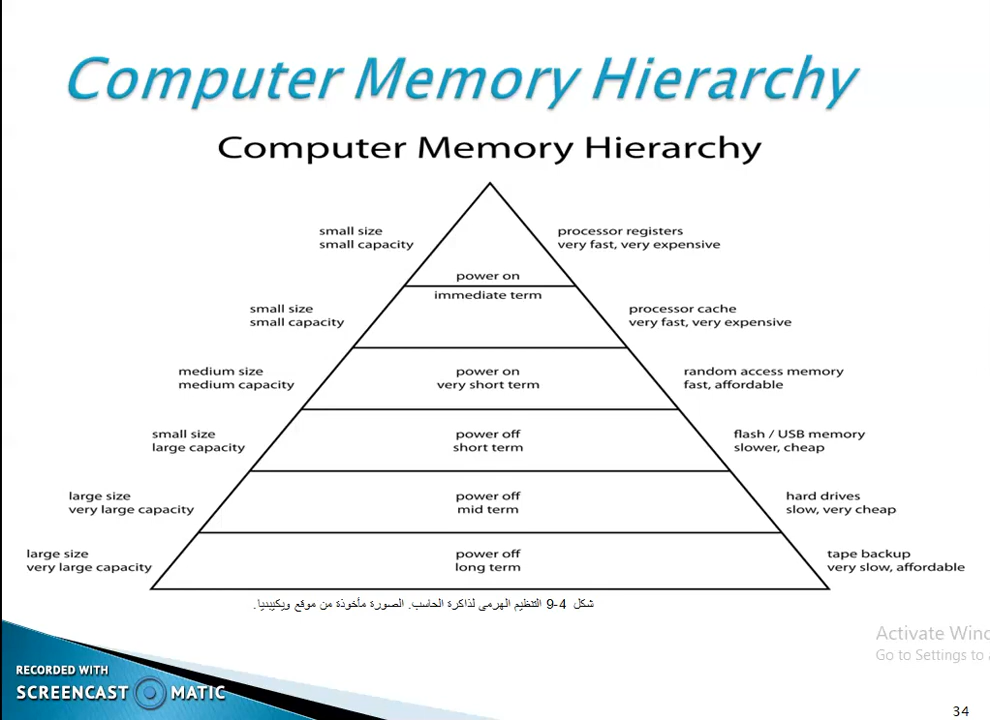 Computer Memory Hierarchy
Computer Memory Hierarchy
small size
small capacity
processor registers
very fast, very expensive
power on
immediate term
small size
small capacity
processor cache
very fast, very expensive
medium size
medium capacity
power on
very short term
random access memory
fast, affordable
small size
large capacity
power off
short term
flash / USB memory
slower, cheap
large size
very large capacity
power off
mid term
hard drives
slow, very cheap
large size
very large capacity
power off
long term
tape backup
very slow, affordable
شكل 4-9 التنظيم الهرمى لذاكرة الحاسب. الصورة مأخوذة من موقع ويكيبيديا.
Activate Wind
Go to Settings to
RECORDED WITH
SCREENCAST MATIC
34